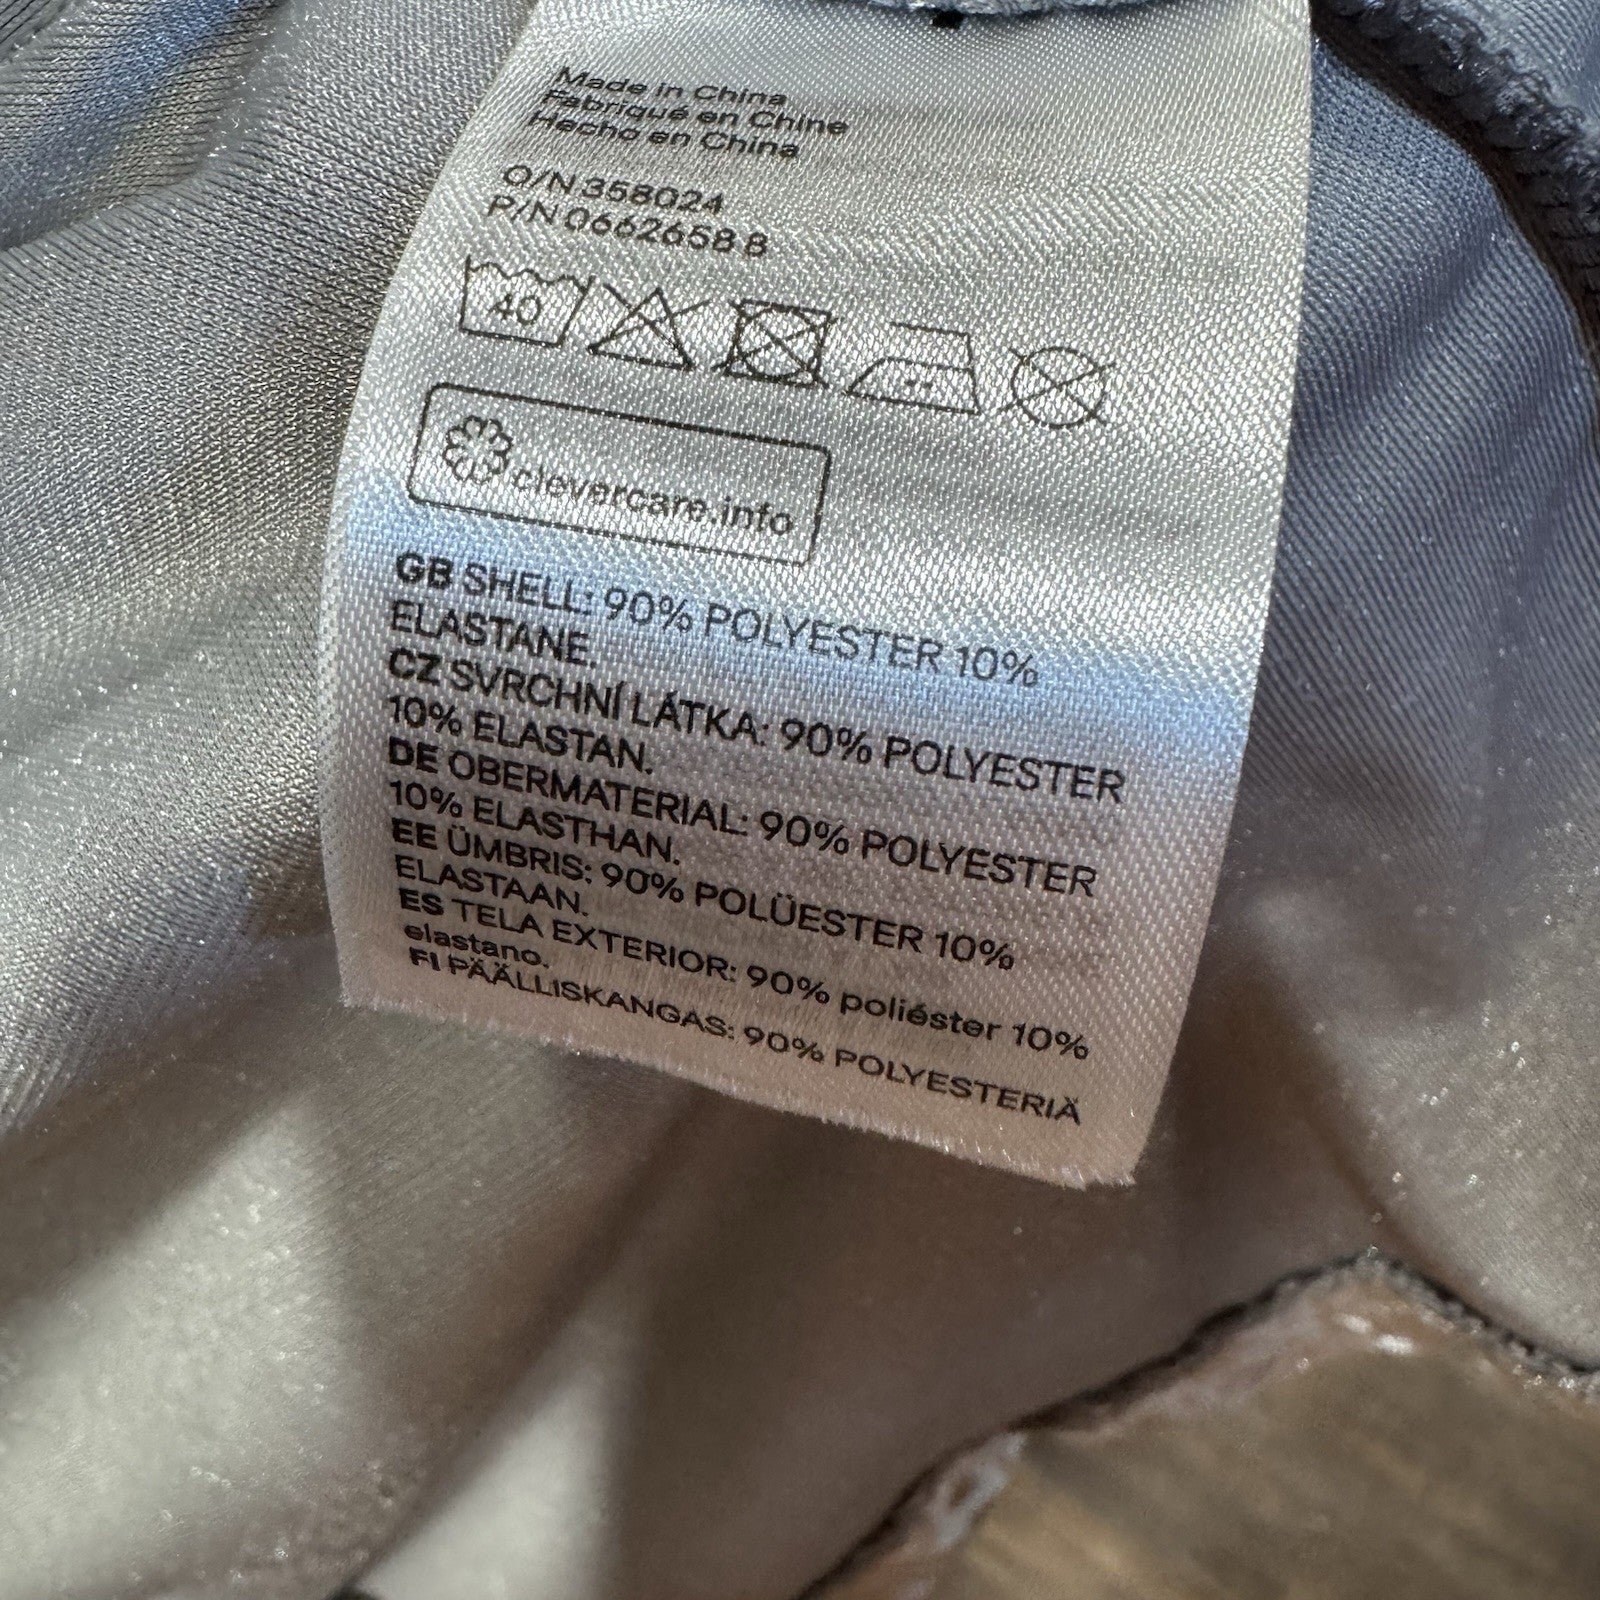 Made in China
Fabriqué en Chine
Hecho en China
O/N 358024
P/N 0662658 8
40
clevercare.info
GB SHELL: 90% POLYESTER 10%
ELASTANE.
CZ SVRCHNÍ LÁTKA: 90% POLYESTER
10% ELASTAN.
DE OBERMATERIAL: 90% POLYESTER
10% ELASTHAN.
EE ÜMBRIS: 90% POLÜESTER 10%
ELASTAAN.
ES TELA EXTERIOR: 90% poliéster 10%
elastano.
FI PÄÄLLISKANGAS: 90% POLYESTERIÄ